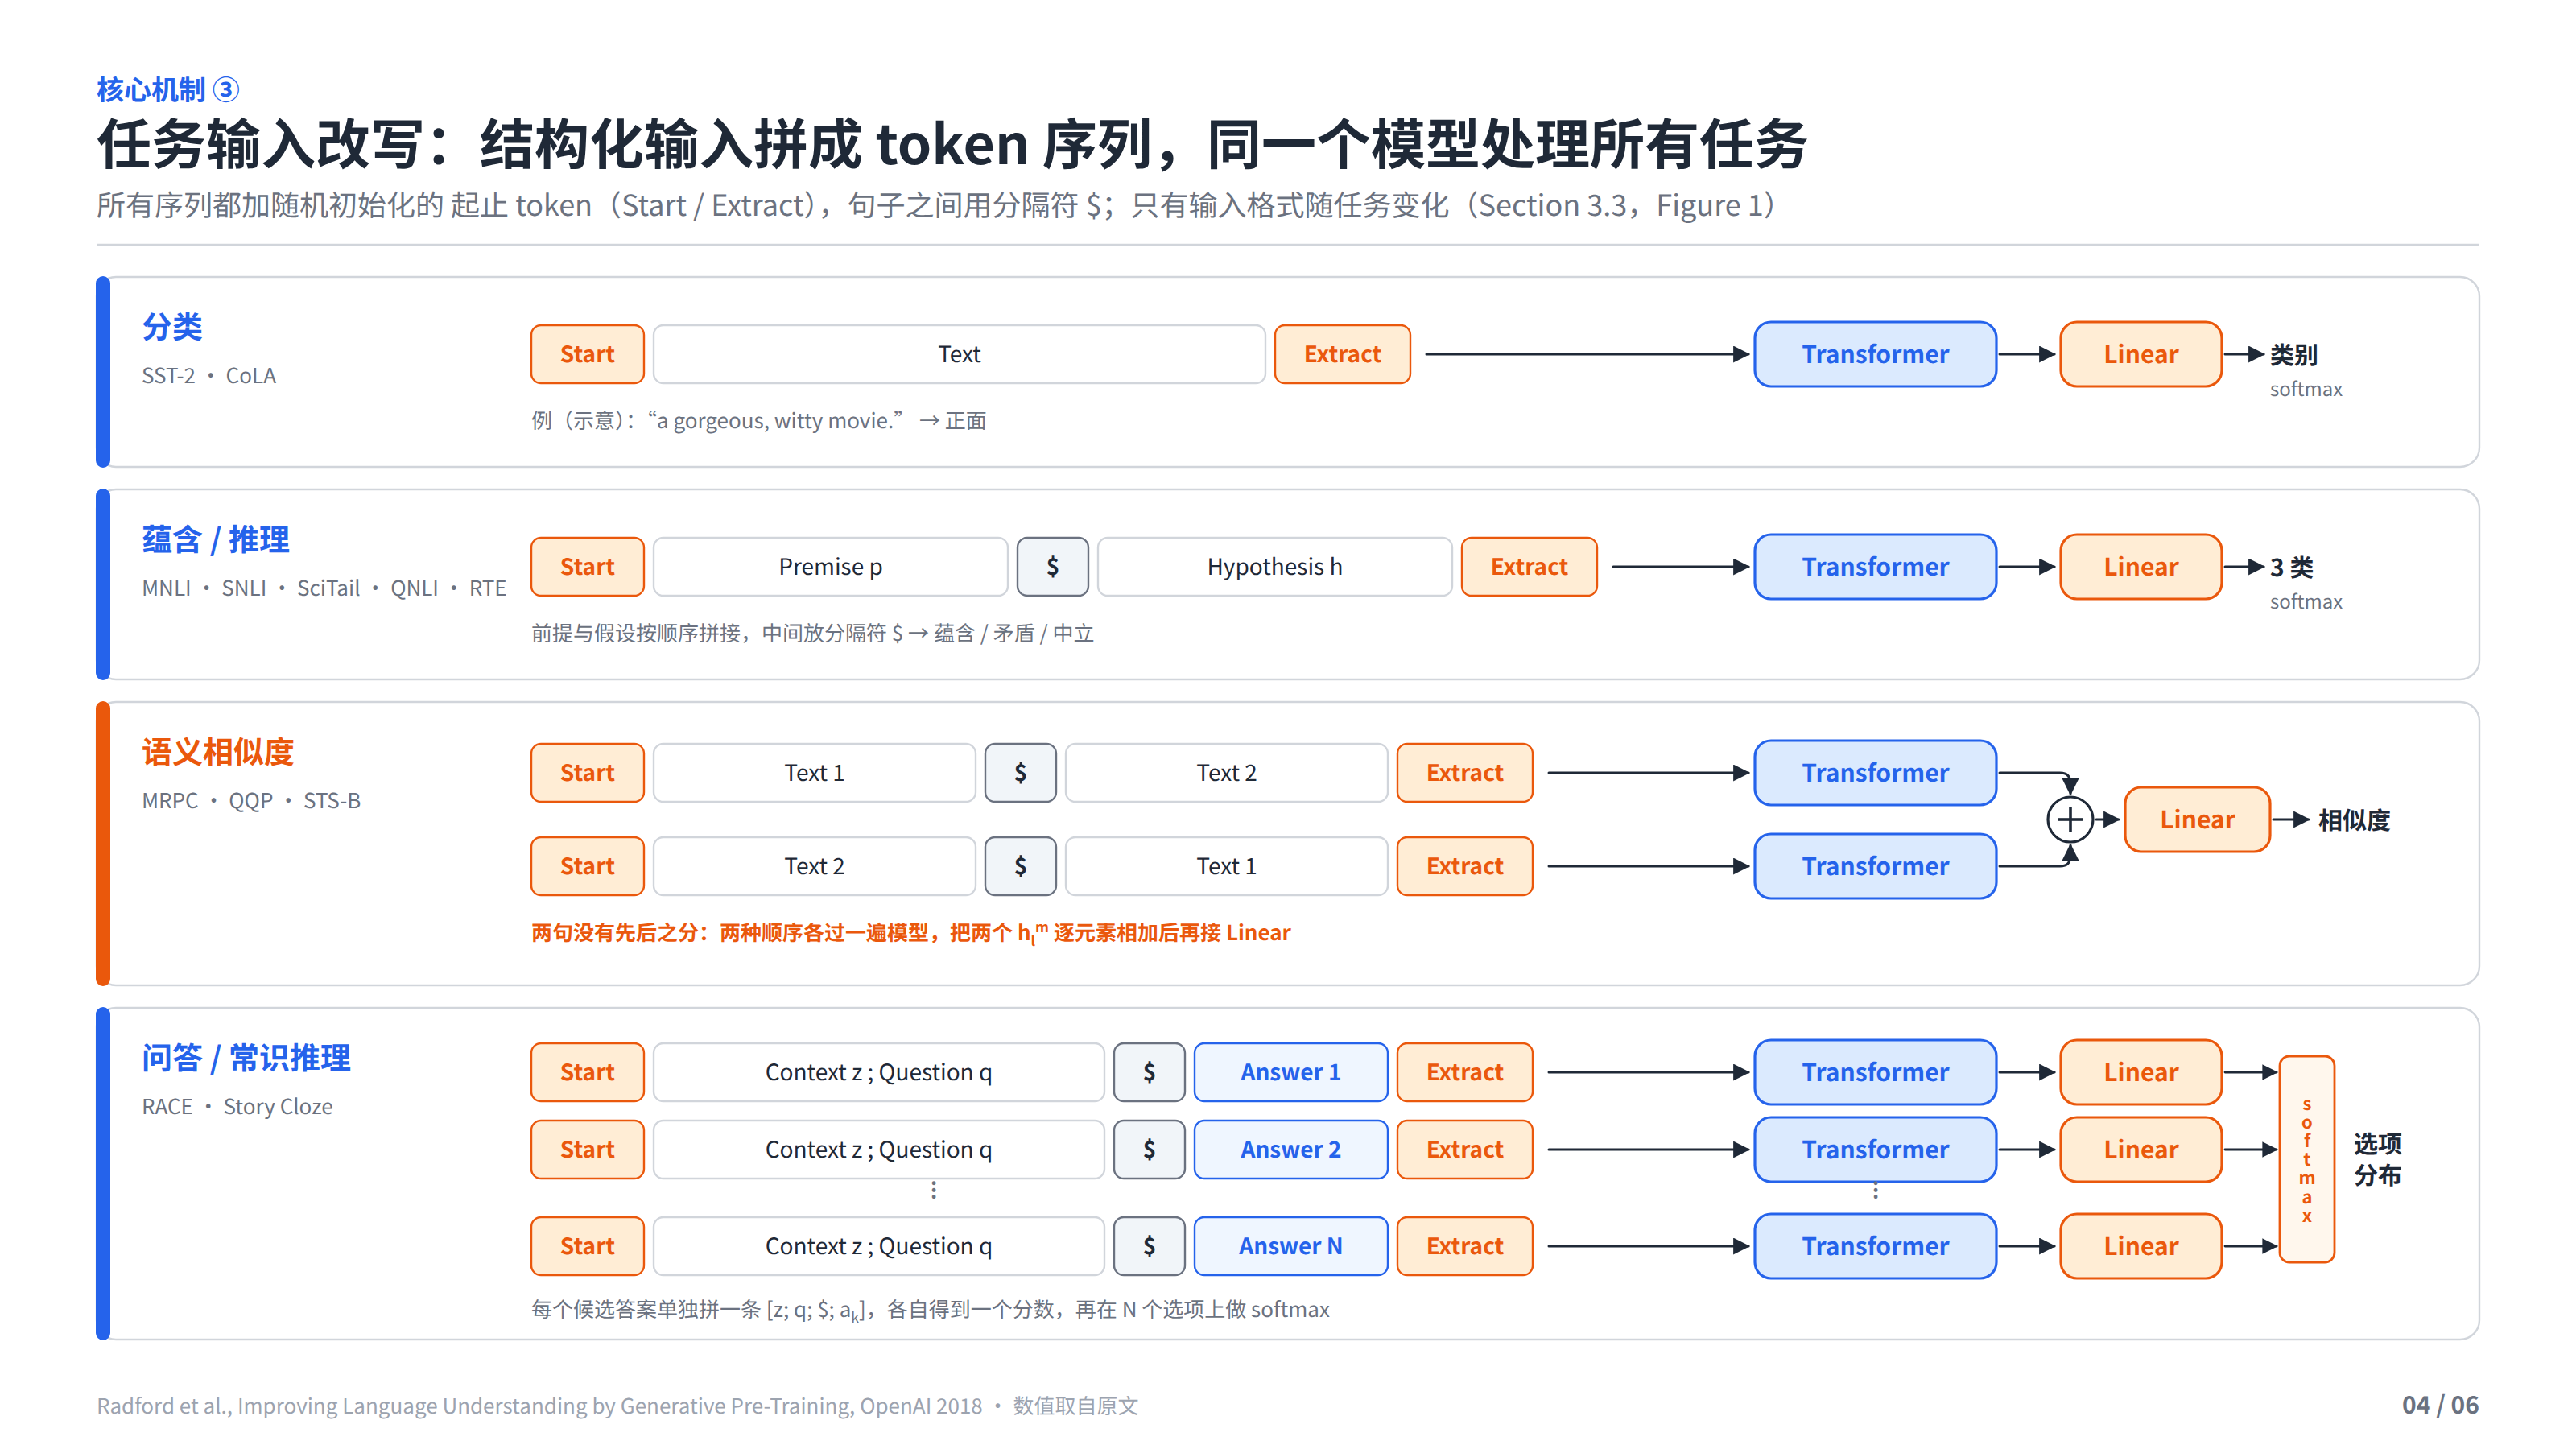 核心机制 ③
任务输入改写：结构化输入拼成 token 序列，同一个模型处理所有任务
所有序列都加随机初始化的 起止 token（Start / Extract），句子之间用分隔符 $；只有输入格式随任务变化（Section 3.3，Figure 1）
分类
SST-2 • CoLA
Start Text Extract Transformer Linear 类别
softmax
例（示意）：“a gorgeous, witty movie.” → 正面
蕴含 / 推理
MNLI • SNLI • SciTail • QNLI • RTE
Start Premise p $ Hypothesis h Extract Transformer Linear 3 类
softmax
前提与假设按顺序拼接，中间放分隔符 $ → 蕴含 / 矛盾 / 中立
语义相似度
MRPC • QQP • STS-B
Start Text 1 $ Text 2 Extract Transformer
Linear 相似度
Start Text 2 $ Text 1 Extract Transformer
两句没有先后之分：两种顺序各过一遍模型，把两个 hₗᵐ 逐元素相加后再接 Linear
问答 / 常识推理
RACE • Story Cloze
Start Context z ; Question q $ Answer 1 Extract Transformer Linear
Start Context z ; Question q $ Answer 2 Extract Transformer Linear
⋮ ⋮
Start Context z ; Question q $ Answer N Extract Transformer Linear
softmax
选项
分布
每个候选答案单独拼一条 [z; q; $; aₖ]，各自得到一个分数，再在 N 个选项上做 softmax
Radford et al., Improving Language Understanding by Generative Pre-Training, OpenAI 2018 • 数值取自原文
04 / 06